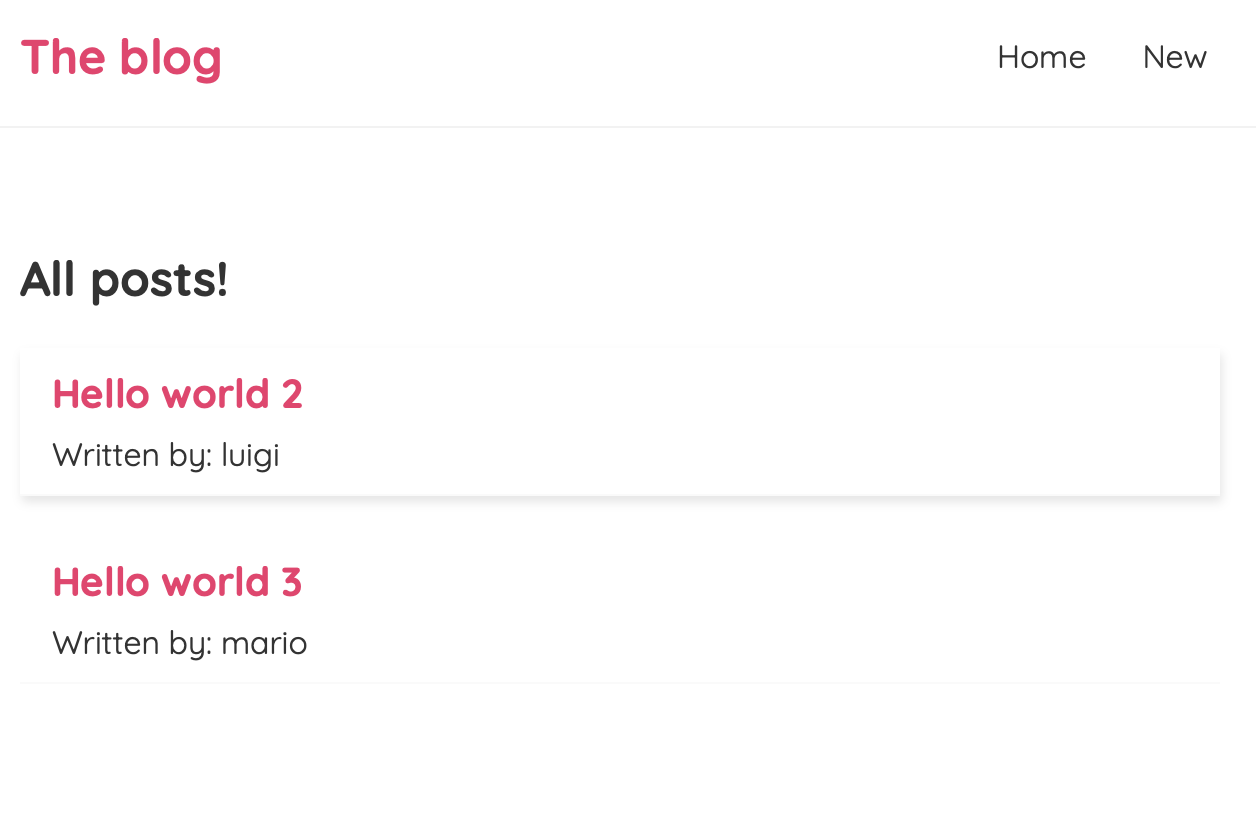 The blog
Home New
All posts!
Hello world 2
Written by: luigi
Hello world 3
Written by: mario